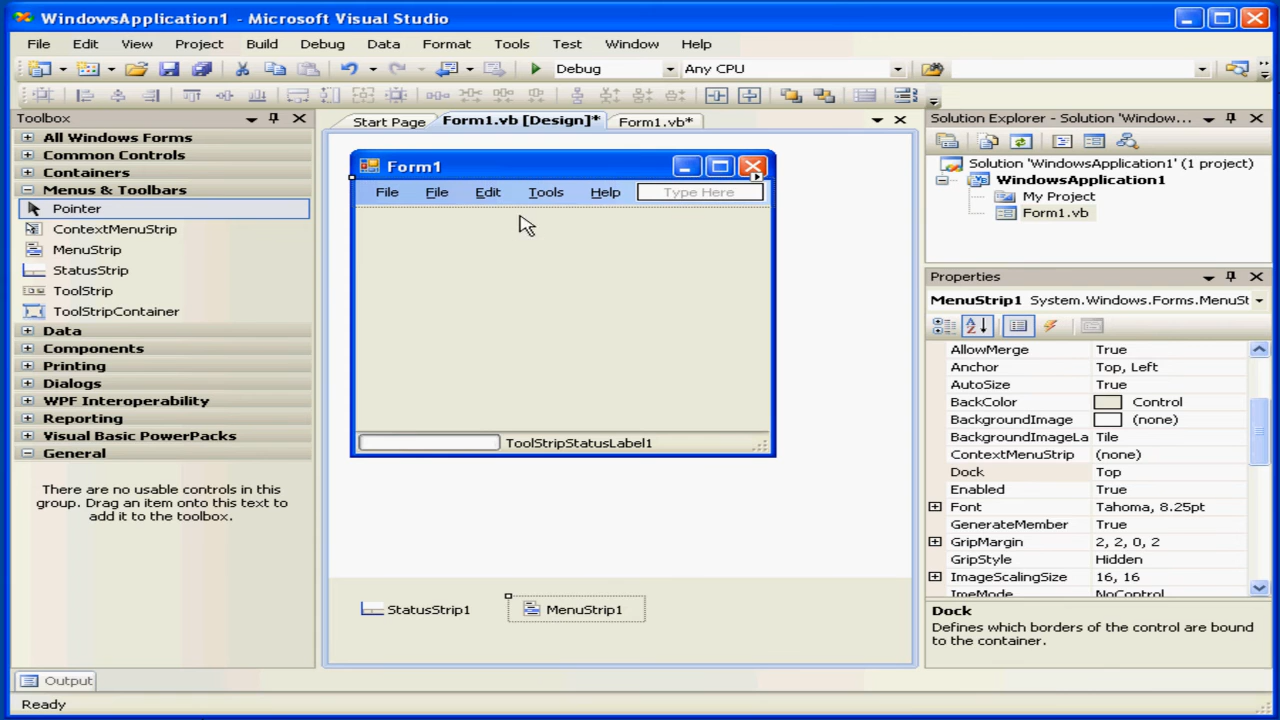 WindowsApplication1 - Microsoft Visual Studio
File Edit View Project Build Debug Data Format Tools Test Window Help
Debug Any CPU
Toolbox
All Windows Forms
Common Controls
Containers
Menus & Toolbars
Pointer
ContextMenuStrip
MenuStrip
StatusStrip
ToolStrip
ToolStripContainer
Data
Components
Printing
Dialogs
WPF Interoperability
Reporting
Visual Basic PowerPacks
General
There are no usable controls in this
group. Drag an item onto this text to
add it to the toolbox.
Start Page Form1.vb [Design]* Form1.vb*
Form1
File File Edit Tools Help Type Here
ToolStripStatusLabel1
StatusStrip1 MenuStrip1
Solution Explorer - Solution 'Window...
Solution 'WindowsApplication1' (1 project)
WindowsApplication1
My Project
Form1.vb
Properties
MenuStrip1 System.Windows.Forms.MenuSt
AllowMerge True
Anchor Top, Left
AutoSize True
BackColor Control
BackgroundImage (none)
BackgroundImageLa Tile
ContextMenuStrip (none)
Dock Top
Enabled True
Font Tahoma, 8.25pt
GenerateMember True
GripMargin 2, 2, 0, 2
GripStyle Hidden
ImageScalingSize 16, 16
ImeMode NoControl
Dock
Defines which borders of the control are bound
to the container.
Output
Ready